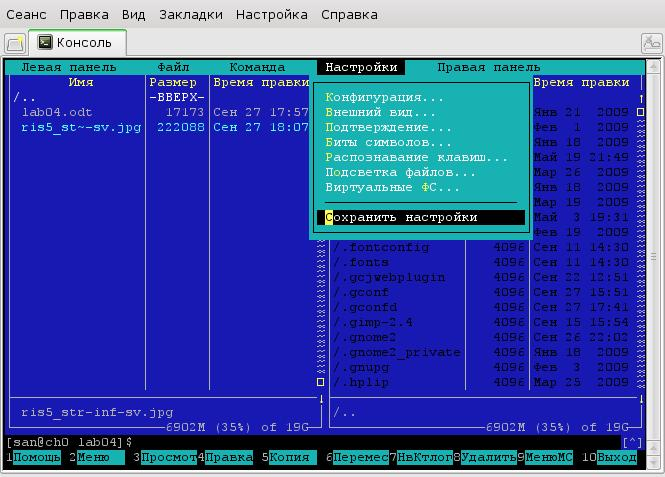 Сеанс Правка Вид Закладки Настройка Справка
Консоль
Левая панель Файл Команда Настройки Правая панель
Имя Размер Время правки Время правки
/.. -ВВЕРХ-
Конфигурация...
lab04.odt 17173 Сен 27 17:57 Внешний вид... Янв 21 2009
ris5_st~-sv.jpg 222088 Сен 27 18:07 Подтверждение... Фев 1 2009
Биты символов... Янв 18 2009
Распознавание клавиш... Май 19 21:49
Подсветка файлов... Мар 26 2009
Виртуальные ФС... Янв 18 2009
Мар 19 2009
Сохранить настройки Май 3 19:31
Фев 19 2009
/.fontconfig 4096 Сен 11 14:30
/.fonts 4096 Сен 11 14:30
/.gcjwebplugin 4096 Сен 22 12:51
/.gconf 4096 Сен 27 15:51
/.gconfd 4096 Сен 27 17:41
/.gimp-2.4 4096 Сен 15 15:54
/.gnome2 4096 Сен 26 22:02
/.gnome2_private 4096 Янв 18 2009
/.gnupg 4096 Фев 3 2009
/.hplip 4096 Мар 25 2009
ris5_str-inf-sv.jpg /..
6902M (35%) of 19G 6902M (35%) of 19G
[san@ch0 lab04]$ [^]
1Помощь 2Меню 3Просмот 4Правка 5Копия 6Перемес 7НвКтлог 8Удалить 9МенюMC 10Выход